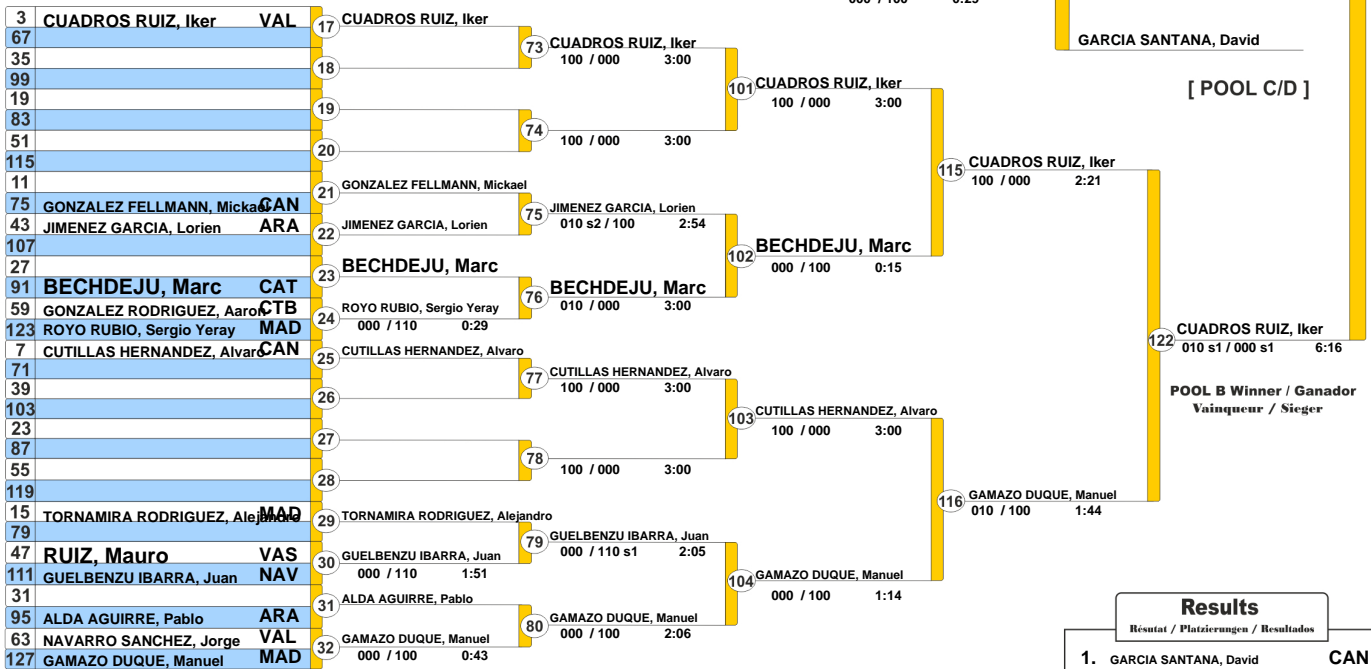 000 / 100 0:29
GARCIA SANTANA, David
[ POOL C/D ]
3 CUADROS RUIZ, Iker VAL
67
35
99
19
83
51
115
11
75 GONZALEZ FELLMANN, Mickael CAN
43 JIMENEZ GARCIA, Lorien ARA
107
27
91 BECHDEJU, Marc CAT
59 GONZALEZ RODRIGUEZ, Aaron CTB
123 ROYO RUBIO, Sergio Yeray MAD
7 CUTILLAS HERNANDEZ, Alvaro CAN
71
39
103
23
87
55
119
15 TORNAMIRA RODRIGUEZ, Alejandro MAD
79
47 RUIZ, Mauro VAS
111 GUELBENZU IBARRA, Juan NAV
31
95 ALDA AGUIRRE, Pablo ARA
63 NAVARRO SANCHEZ, Jorge VAL
127 GAMAZO DUQUE, Manuel MAD
17 CUADROS RUIZ, Iker
18
19
20
21 GONZALEZ FELLMANN, Mickael
22 JIMENEZ GARCIA, Lorien
23 BECHDEJU, Marc
24 ROYO RUBIO, Sergio Yeray
000 / 110 0:29
25 CUTILLAS HERNANDEZ, Alvaro
26
27
28
29 TORNAMIRA RODRIGUEZ, Alejandro
30 GUELBENZU IBARRA, Juan
000 / 110 1:51
31 ALDA AGUIRRE, Pablo
32 GAMAZO DUQUE, Manuel
000 / 100 0:43
73 CUADROS RUIZ, Iker
100 / 000 3:00
74
100 / 000 3:00
75 JIMENEZ GARCIA, Lorien
010 s2 / 100 2:54
76 BECHDEJU, Marc
010 / 000 3:00
77 CUTILLAS HERNANDEZ, Alvaro
100 / 000 3:00
78
100 / 000 3:00
79 GUELBENZU IBARRA, Juan
000 / 110 s1 2:05
80 GAMAZO DUQUE, Manuel
000 / 100 2:06
101 CUADROS RUIZ, Iker
100 / 000 3:00
102 BECHDEJU, Marc
000 / 100 0:15
103 CUTILLAS HERNANDEZ, Alvaro
100 / 000 3:00
104 GAMAZO DUQUE, Manuel
000 / 100 1:14
115 CUADROS RUIZ, Iker
100 / 000 2:21
116 GAMAZO DUQUE, Manuel
010 / 100 1:44
122 CUADROS RUIZ, Iker
010 s1 / 000 s1 6:16
POOL B Winner / Ganador
Vainqueur / Sieger
Results
Résutat / Platzierungen / Resultados
1. GARCIA SANTANA, David CAN